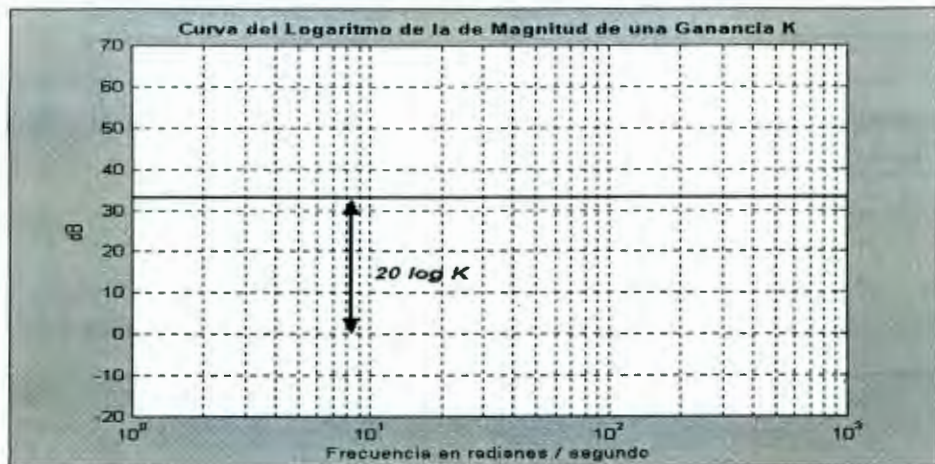 Curva del Logaritmo de la de Magnitud de una Ganancia K
70
60
50
40
30
20
10
0
-10
-20
dB
20 log K
10⁰ 10¹ 10² 10³
Frecuencia en radianes / segundo